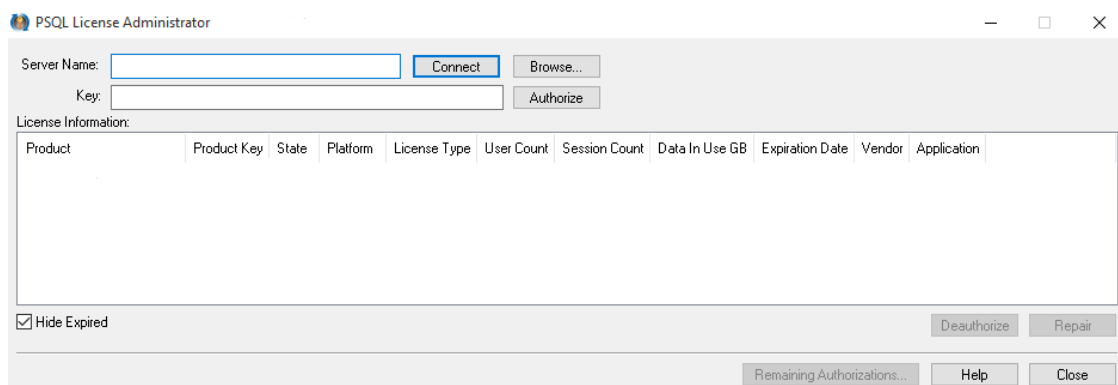 PSQL License Administrator
Server Name: Connect Browse...
Key: Authorize
License Information:
Product Product Key State Platform License Type User Count Session Count Data In Use GB Expiration Date Vendor Application
Hide Expired Deauthorize Repair
Remaining Authorizations... Help Close